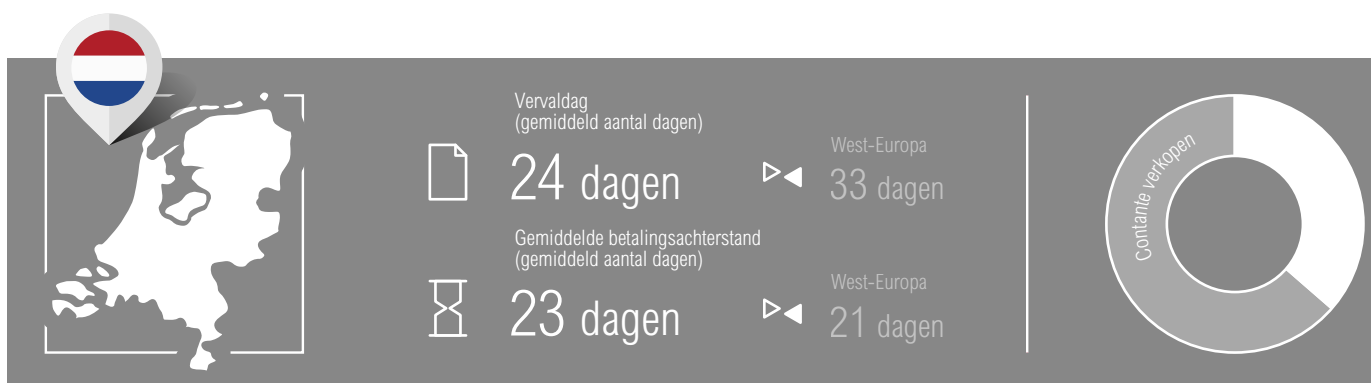 Vervaldag
(gemiddeld aantal dagen)
24 dagen
West-Europa
33 dagen
Gemiddelde betalingsachterstand
(gemiddeld aantal dagen)
23 dagen
West-Europa
21 dagen
Contante verkopen